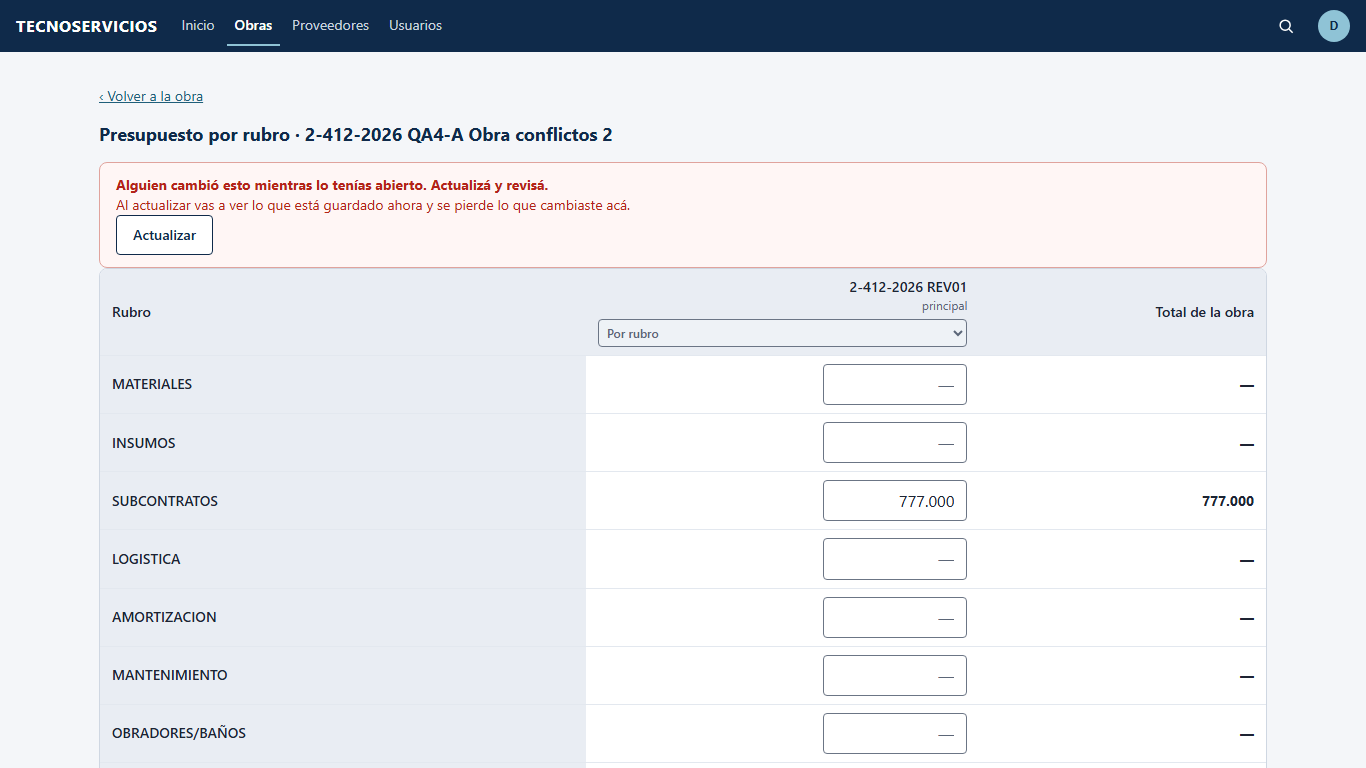 TECNOSERVICIOS Inicio Obras Proveedores Usuarios D
‹ Volver a la obra
Presupuesto por rubro · 2-412-2026 QA4-A Obra conflictos 2
Alguien cambió esto mientras lo tenías abierto. Actualizá y revisá.
Al actualizar vas a ver lo que está guardado ahora y se pierde lo que cambiaste acá.
Actualizar
2-412-2026 REV01
Rubro principal Total de la obra
Por rubro
MATERIALES — —
INSUMOS — —
SUBCONTRATOS 777.000 777.000
LOGISTICA — —
AMORTIZACION — —
MANTENIMIENTO — —
OBRADORES/BAÑOS — —